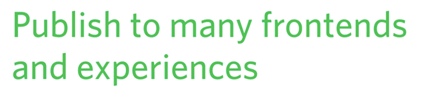 Publish to many frontends
and experiences